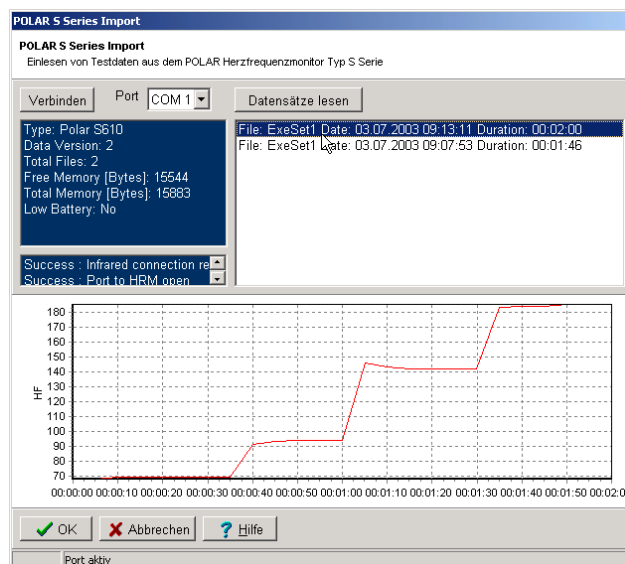 POLAR S Series Import
POLAR S Series Import
Einlesen von Testdaten aus dem POLAR Herzfrequenzmonitor Typ S Serie
Verbinden Port COM 1 Datensätze lesen
Type: Polar S610
Data Version: 2
Total Files: 2
Free Memory [Bytes]: 15544
Total Memory [Bytes]: 15883
Low Battery: No
Success : Infrared connection re
Success : Port to HRM open
File: ExeSet1 Date: 03.07.2003 09:13:11 Duration: 00:02:00
File: ExeSet1 Date: 03.07.2003 09:07:53 Duration: 00:01:46
180
170
160
150
140
130
120
110
100
90
80
70
HF
00:00:00 00:00:10 00:00:20 00:00:30 00:00:40 00:00:50 00:01:00 00:01:10 00:01:20 00:01:30 00:01:40 00:01:50 00:02:0
OK Abbrechen ? Hilfe
Port aktiv